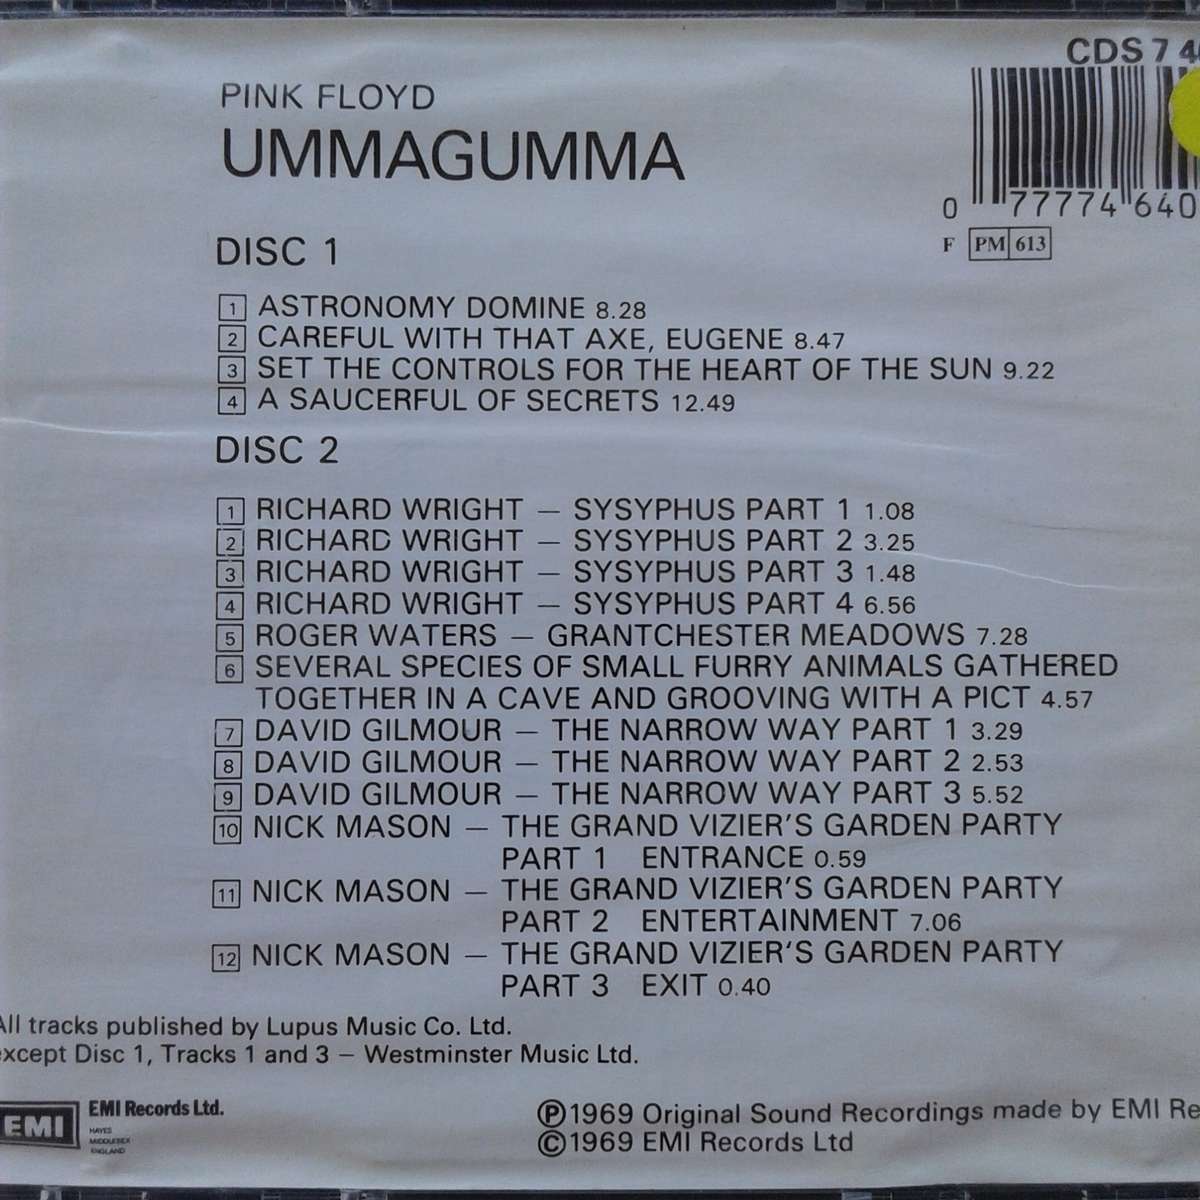 CDS 7 4
PINK FLOYD
UMMAGUMMA
0 77774 640
F PM 613
DISC 1
1 ASTRONOMY DOMINE 8.28
2 CAREFUL WITH THAT AXE, EUGENE 8.47
3 SET THE CONTROLS FOR THE HEART OF THE SUN 9.22
4 A SAUCERFUL OF SECRETS 12.49
DISC 2
1 RICHARD WRIGHT – SYSYPHUS PART 1 1.08
2 RICHARD WRIGHT – SYSYPHUS PART 2 3.25
3 RICHARD WRIGHT – SYSYPHUS PART 3 1.48
4 RICHARD WRIGHT – SYSYPHUS PART 4 6.56
5 ROGER WATERS – GRANTCHESTER MEADOWS 7.28
6 SEVERAL SPECIES OF SMALL FURRY ANIMALS GATHERED
TOGETHER IN A CAVE AND GROOVING WITH A PICT 4.57
7 DAVID GILMOUR – THE NARROW WAY PART 1 3.29
8 DAVID GILMOUR – THE NARROW WAY PART 2 2.53
9 DAVID GILMOUR – THE NARROW WAY PART 3 5.52
10 NICK MASON – THE GRAND VIZIER'S GARDEN PARTY
PART 1 ENTRANCE 0.59
11 NICK MASON – THE GRAND VIZIER'S GARDEN PARTY
PART 2 ENTERTAINMENT 7.06
12 NICK MASON – THE GRAND VIZIER'S GARDEN PARTY
PART 3 EXIT 0.40
All tracks published by Lupus Music Co. Ltd.
except Disc 1, Tracks 1 and 3 – Westminster Music Ltd.
EMI
EMI Records Ltd.
HAYES
MIDDLESEX
ENGLAND
Ⓟ1969 Original Sound Recordings made by EMI Re
©1969 EMI Records Ltd